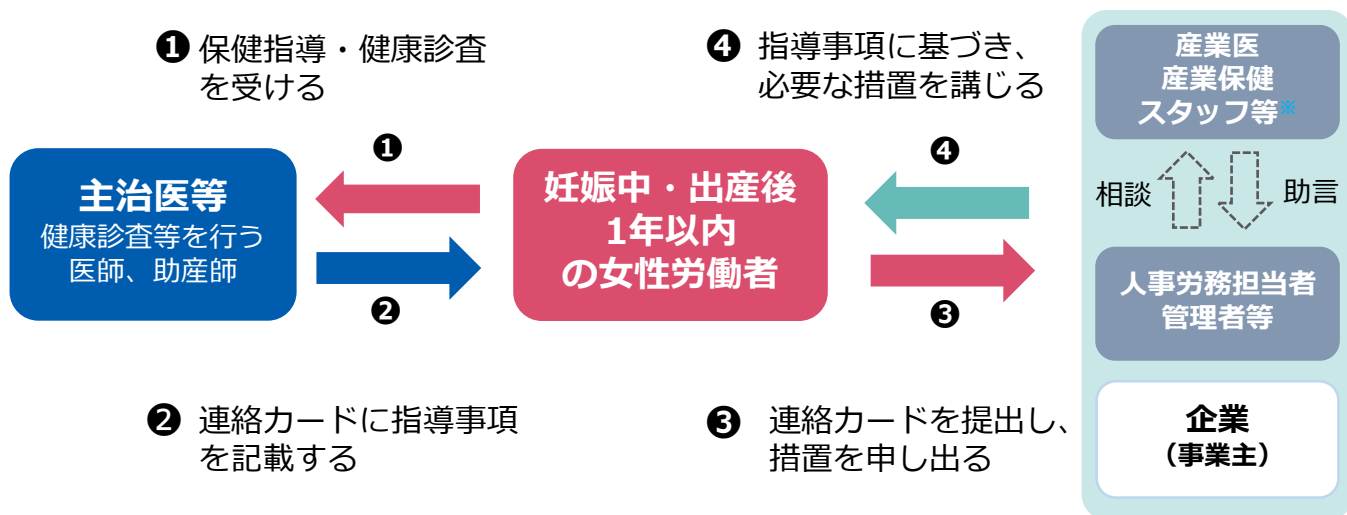 ❶ 保健指導・健康診査
を受ける
❹ 指導事項に基づき、
必要な措置を講じる
産業医
産業保健
スタッフ等※
❶
❹
主治医等
健康診査等を行う
医師、助産師
妊娠中・出産後
1年以内
の女性労働者
相談
助言
❷
❸
人事労務担当者
管理者等
❷ 連絡カードに指導事項
を記載する
❸ 連絡カードを提出し、
措置を申し出る
企業
（事業主）